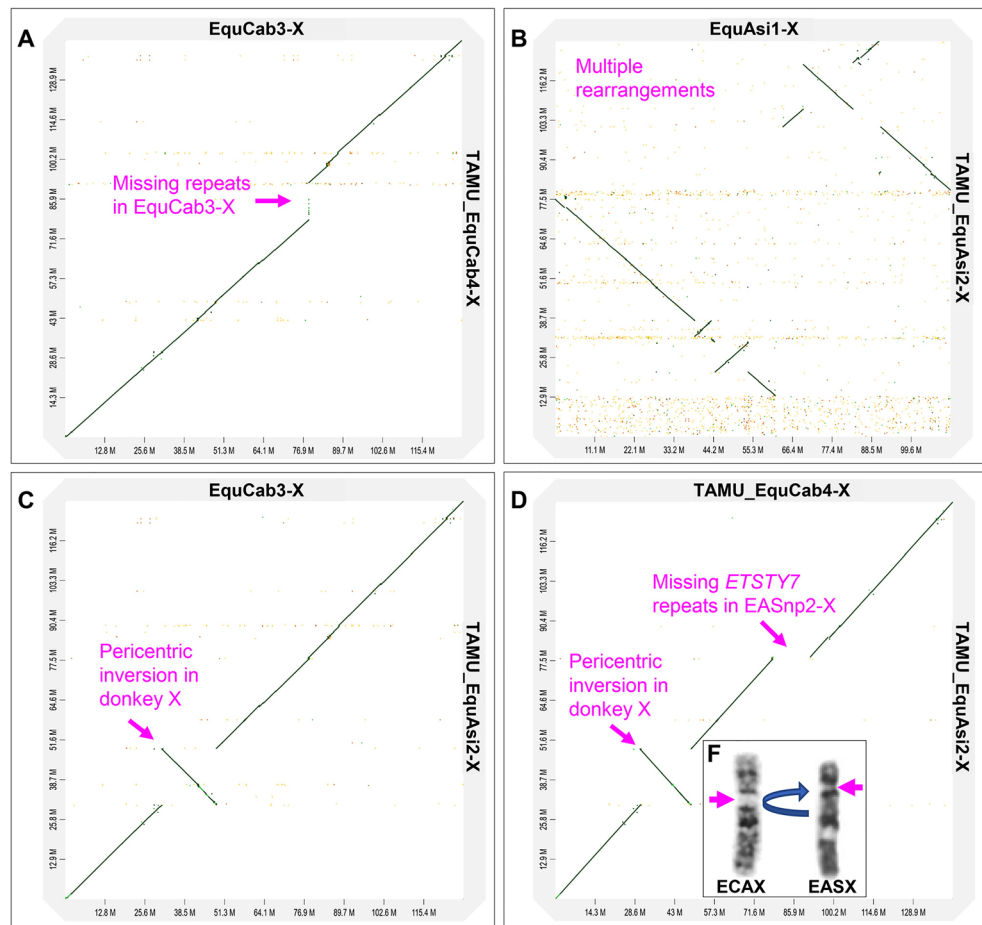 A
EquCab3-X
128.9 M
114.6 M
100.2 M
85.9 M
71.6 M
57.3 M
43 M
28.6 M
14.3 M
Missing repeats
in EquCab3-X
TAMU_EquCab4-X
12.8 M 25.6 M 38.5 M 51.3 M 64.1 M 76.9 M 89.7 M 102.6 M 115.4 M
B
EquAsi1-X
Multiple
rearrangements
116.2 M
103.3 M
90.4 M
77.5 M
64.6 M
51.6 M
38.7 M
25.8 M
12.9 M
TAMU_EquAsi2-X
11.1 M 22.1 M 33.2 M 44.2 M 55.3 M 66.4 M 77.4 M 88.5 M 99.6 M
C
EquCab3-X
116.2 M
103.3 M
90.4 M
77.5 M
64.6 M
51.6 M
38.7 M
25.8 M
12.9 M
Pericentric
inversion in
donkey X
TAMU_EquAsi2-X
12.8 M 25.6 M 38.5 M 51.3 M 64.1 M 76.9 M 89.7 M 102.6 M 115.4 M
D
TAMU_EquCab4-X
116.2 M
103.3 M
90.4 M
77.5 M
64.6 M
51.6 M
38.7 M
25.8 M
12.9 M
Missing ETSTY7
repeats in EASnp2-X
Pericentric
inversion in
donkey X
TAMU_EquAsi2-X
F
ECAX EASX
14.3 M 28.6 M 43 M 57.3 M 71.6 M 85.9 M 100.2 M 114.6 M 128.9 M